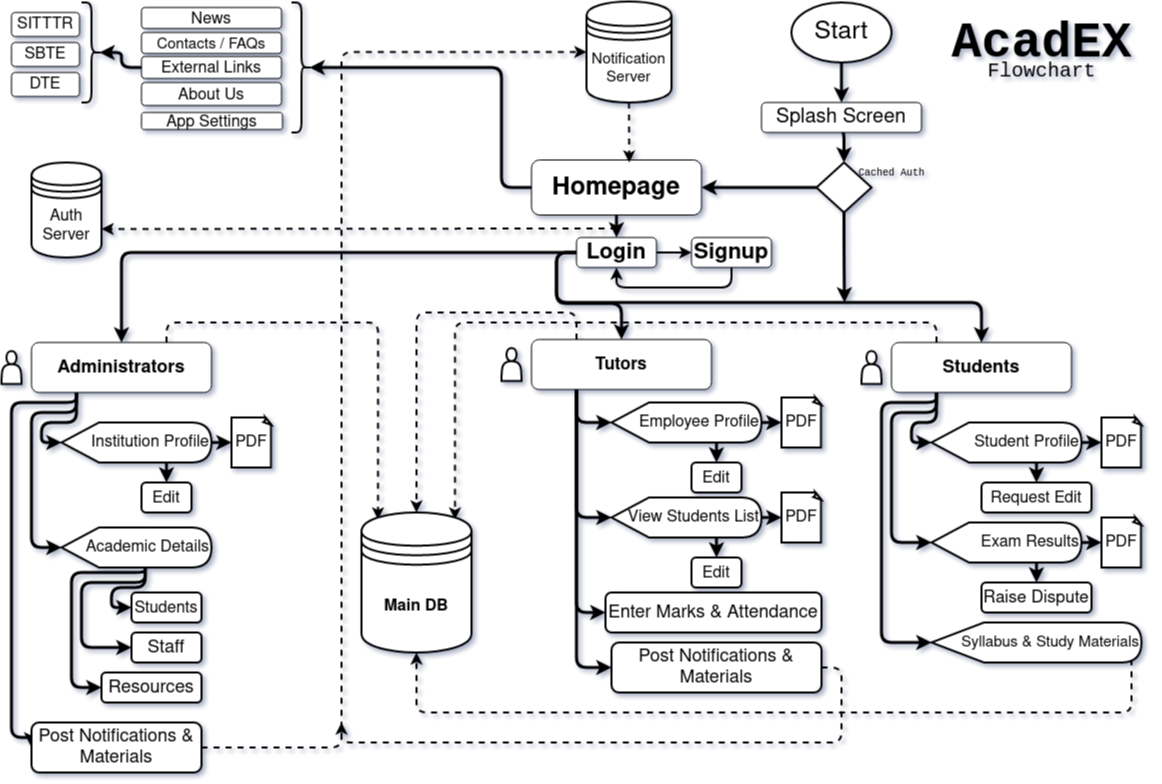 AcadEX
Flowchart
Start
Splash Screen
Cached Auth
Notification
Server
Homepage
News
Contacts / FAQs
External Links
About Us
App Settings
SITTTR
SBTE
DTE
Auth
Server
Login
Signup
Administrators
Institution Profile
PDF
Edit
Academic Details
Students
Staff
Resources
Post Notifications &
Materials
Main DB
Tutors
Employee Profile
PDF
Edit
View Students List
PDF
Edit
Enter Marks & Attendance
Post Notifications &
Materials
Students
Student Profile
PDF
Request Edit
Exam Results
PDF
Raise Dispute
Syllabus & Study Materials